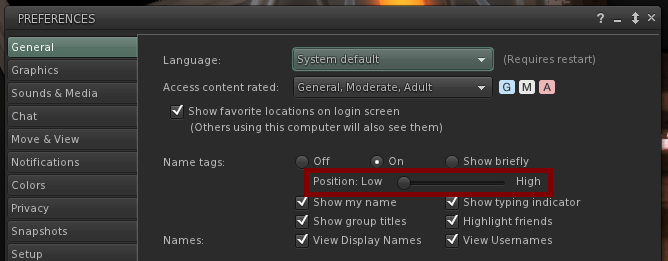 PREFERENCES ?
General
Graphics
Sounds & Media
Chat
Move & View
Notifications
Colors
Privacy
Snapshots
Setup
Language: System default (Requires restart)
Access content rated: General, Moderate, Adult G M A
Show favorite locations on login screen
(Others using this computer will also see them)
Name tags: Off On Show briefly
Position: Low High
Show my name Show typing indicator
Show group titles Highlight friends
Names: View Display Names View Usernames